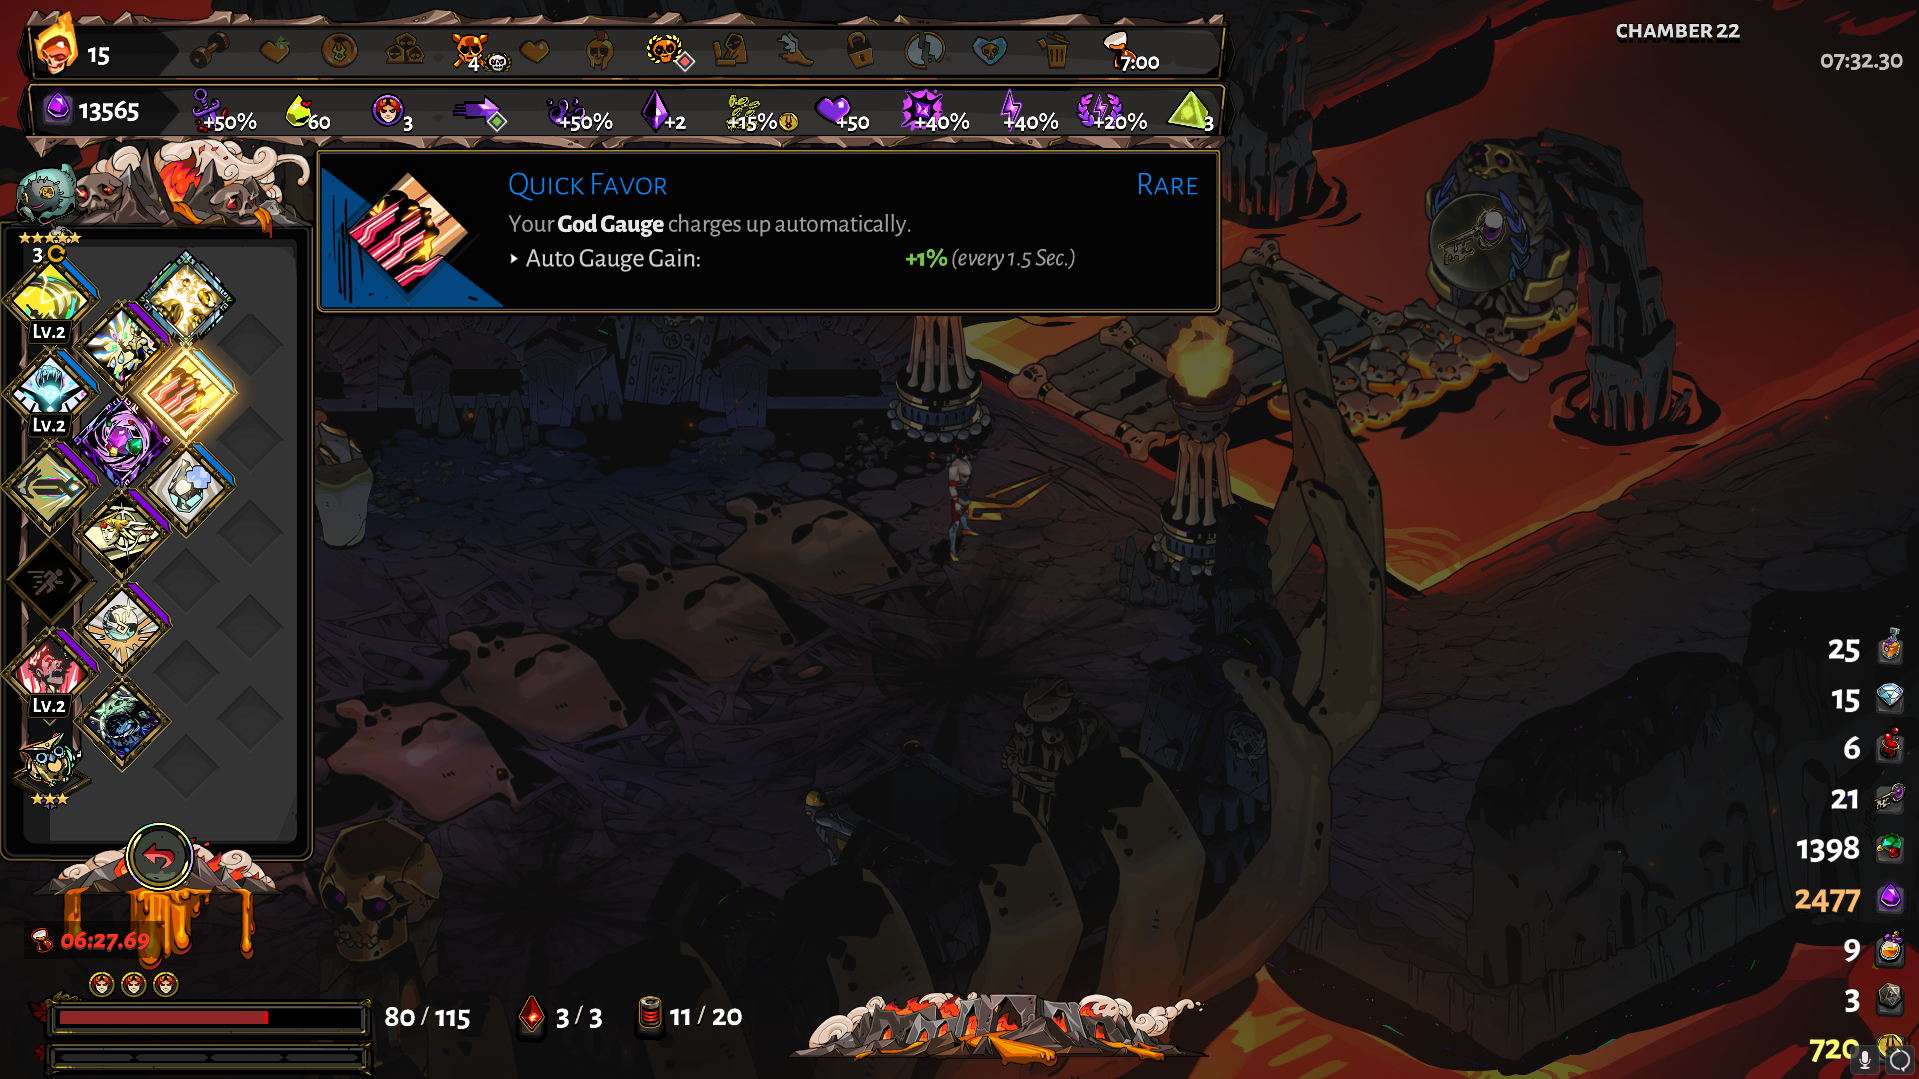 15
4
7:00
CHAMBER 22
07:32.30
13565
+50%
60
3
+50%
+2
+15%
+50
+40%
+40%
+20%
3
QUICK FAVOR
RARE
Your God Gauge charges up automatically.
Auto Gauge Gain: +1% (every 1.5 Sec.)
3
Lv.2
Lv.2
Lv.2
25
15
6
21
1398
2477
9
3
720
06:27.69
80 / 115
3 / 3
11 / 20